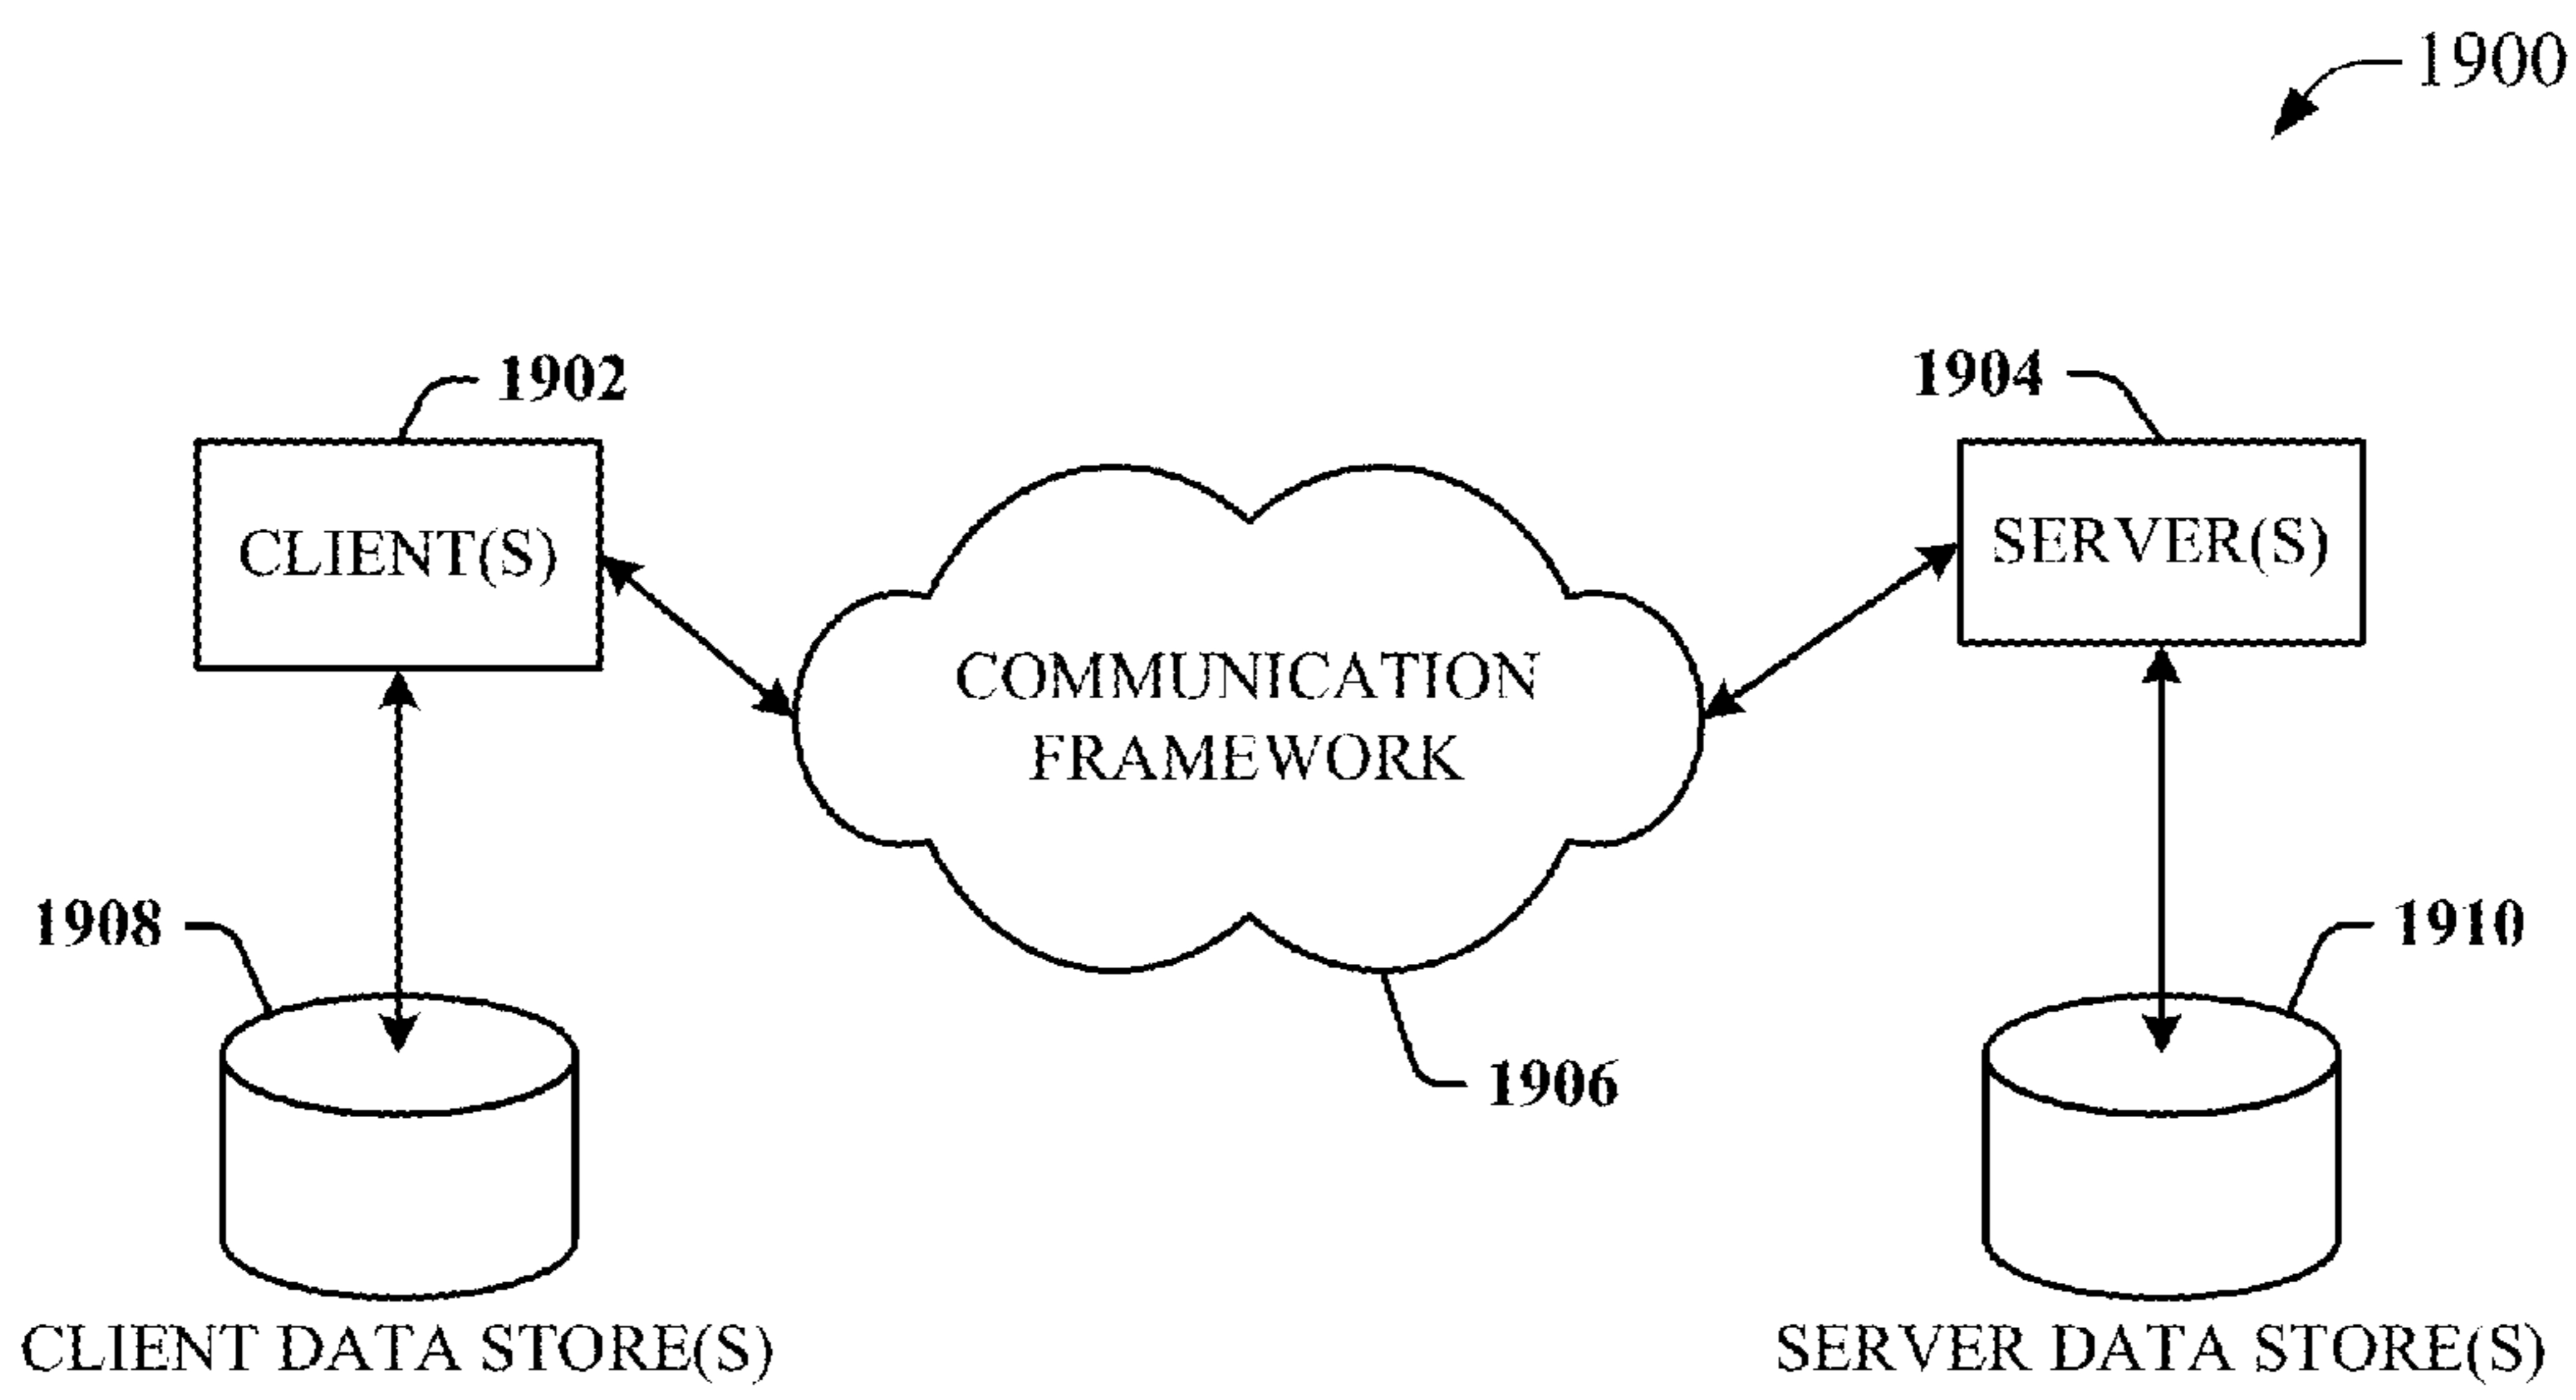 1900
1902
1904
CLIENT(S)
SERVER(S)
COMMUNICATION
FRAMEWORK
1908
1910
1906
CLIENT DATA STORE(S)
SERVER DATA STORE(S)